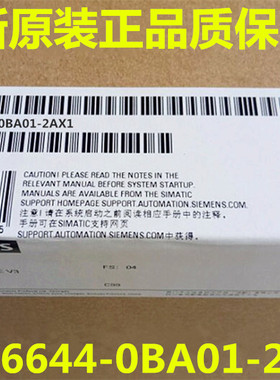 新原装正品质保
0BA01-2AX1
PLEASE READ THE NOTES IN THE
RELEVANT MANUAL BEFORE SYSTEM STARTUP.
MANUALS ARE AVAILABLE FROM THE SIMATIC
SUPPORT HOMEPAGE SUPPORT.AUTOMATION.SIEMENS.COM
注意!请在系统启动之前阅读相应手册中的注释。
手册可在SIMATIC支持网页
SUPPORT.AUTOMATION.SIEMENS.COM中获得。
S
V3
FS: 04
6644-0BA01-2